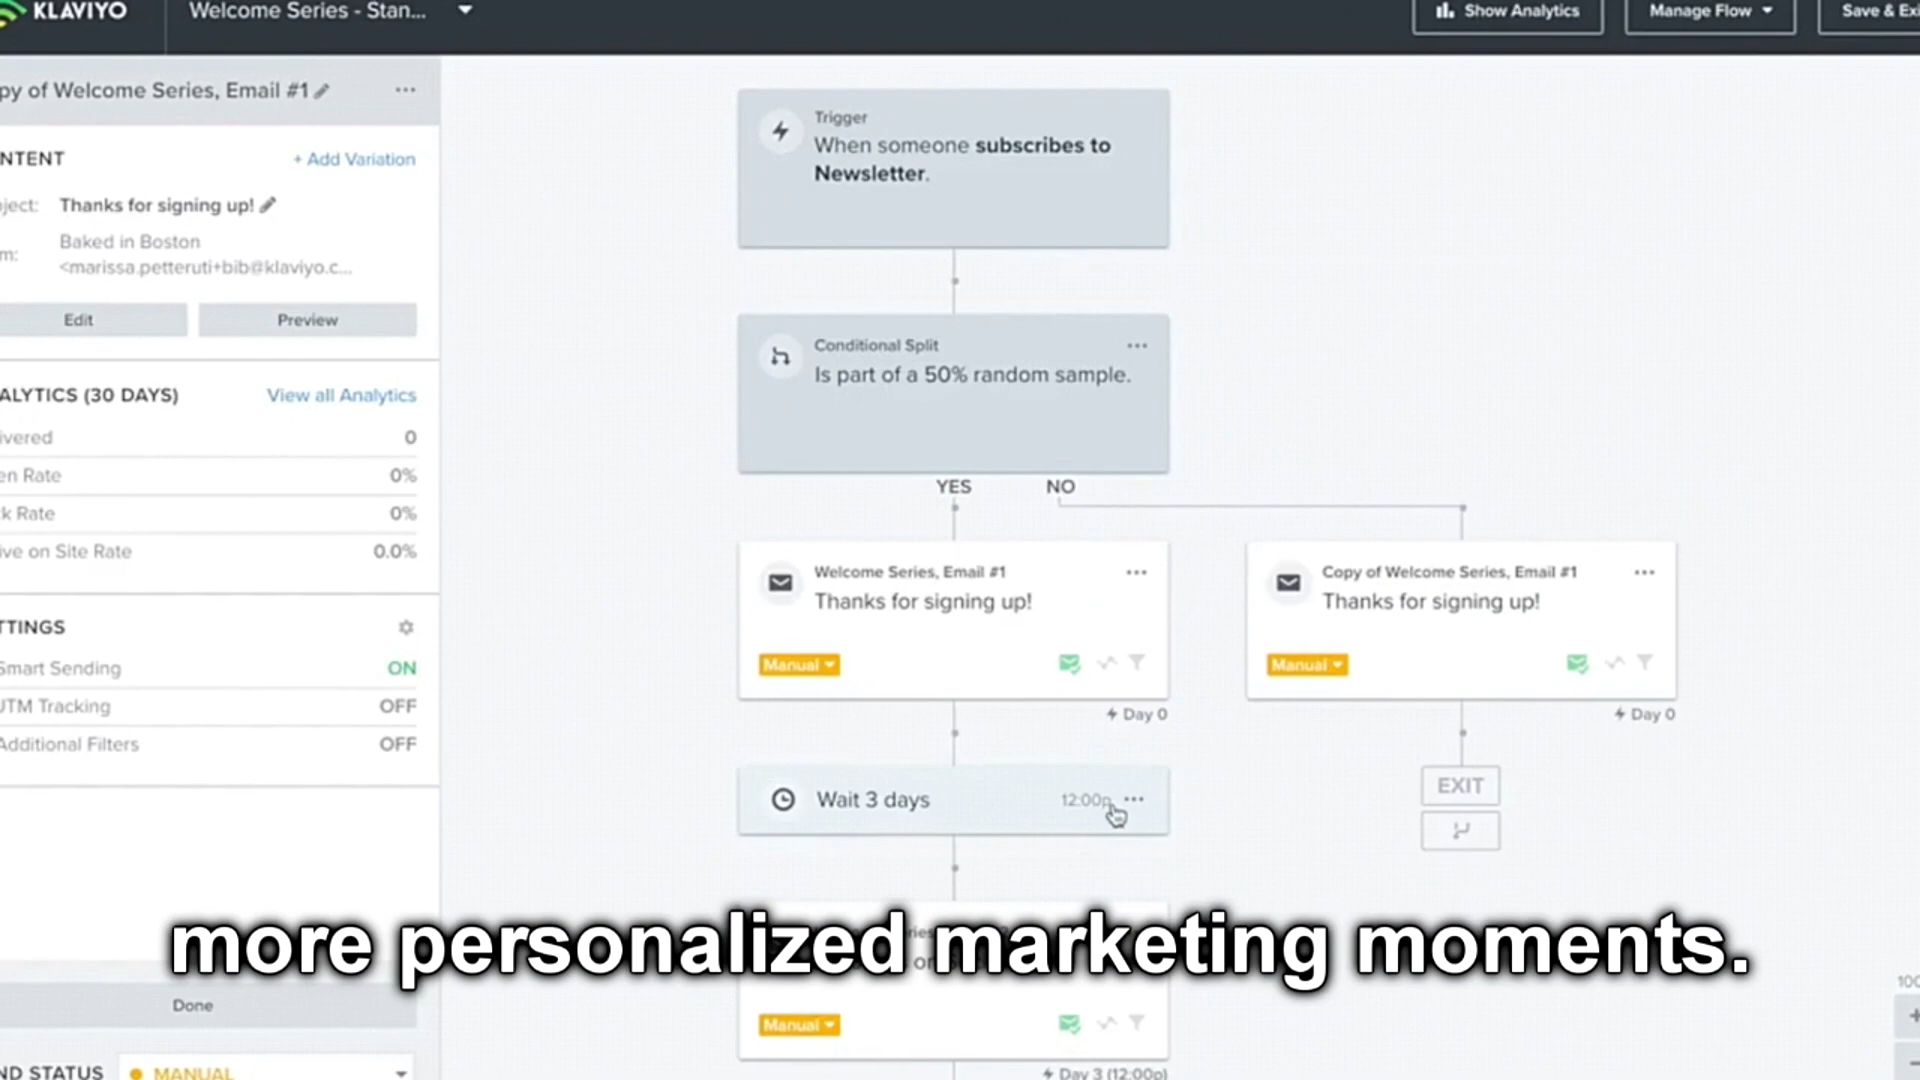 KLAVIYO
Welcome Series - Stan...
Show Analytics
Manage Flow
Save & Exi
py of Welcome Series, Email #1
NTENT
+ Add Variation
ject:
Thanks for signing up!
m:
Baked in Boston
<marissa.petteruti+bib@klaviyo.c...
Edit
Preview
ALYTICS (30 DAYS)
View all Analytics
ivered
0
en Rate
0%
k Rate
0%
ive on Site Rate
0.0%
TTINGS
Smart Sending
ON
UTM Tracking
OFF
Additional Filters
OFF
Done
ND STATUS
MANUAL
Trigger
When someone subscribes to
Newsletter.
Conditional Split
Is part of a 50% random sample.
YES
NO
Welcome Series, Email #1
Thanks for signing up!
Manual
Day 0
Copy of Welcome Series, Email #1
Thanks for signing up!
Manual
Day 0
Wait 3 days
12:00p
EXIT
more personalized marketing moments.
Manual
Day 3 (12:00p)
100